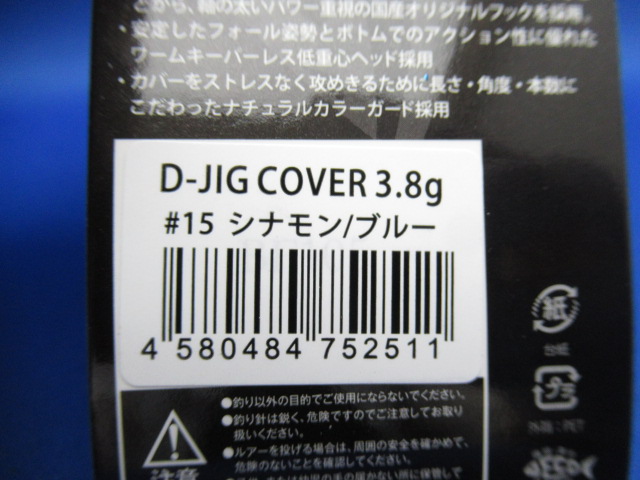 とから、軸の太いパワー重視の国産オリジナルフックを採用。
・安定したフォール姿勢とボトムでのアクション性に優れた
ワームキーパーレス低重心ヘッド採用
・カバーをストレスなく攻めきるために長さ・角度・本数に
こだわったナチュラルカラーガード採用
D-JIG COVER 3.8g
#15 シナモン/ブルー
4 580484 752511
紙
台紙
プラ
外装:PET
●釣り以外の目的でご使用にならないでください。
●釣り針は鋭く、危険ですのでご注意してお取り
扱いください。
●ルアーを投げる場合は、周囲の安全を確かめて、
危険のないことを確認してください。
注意